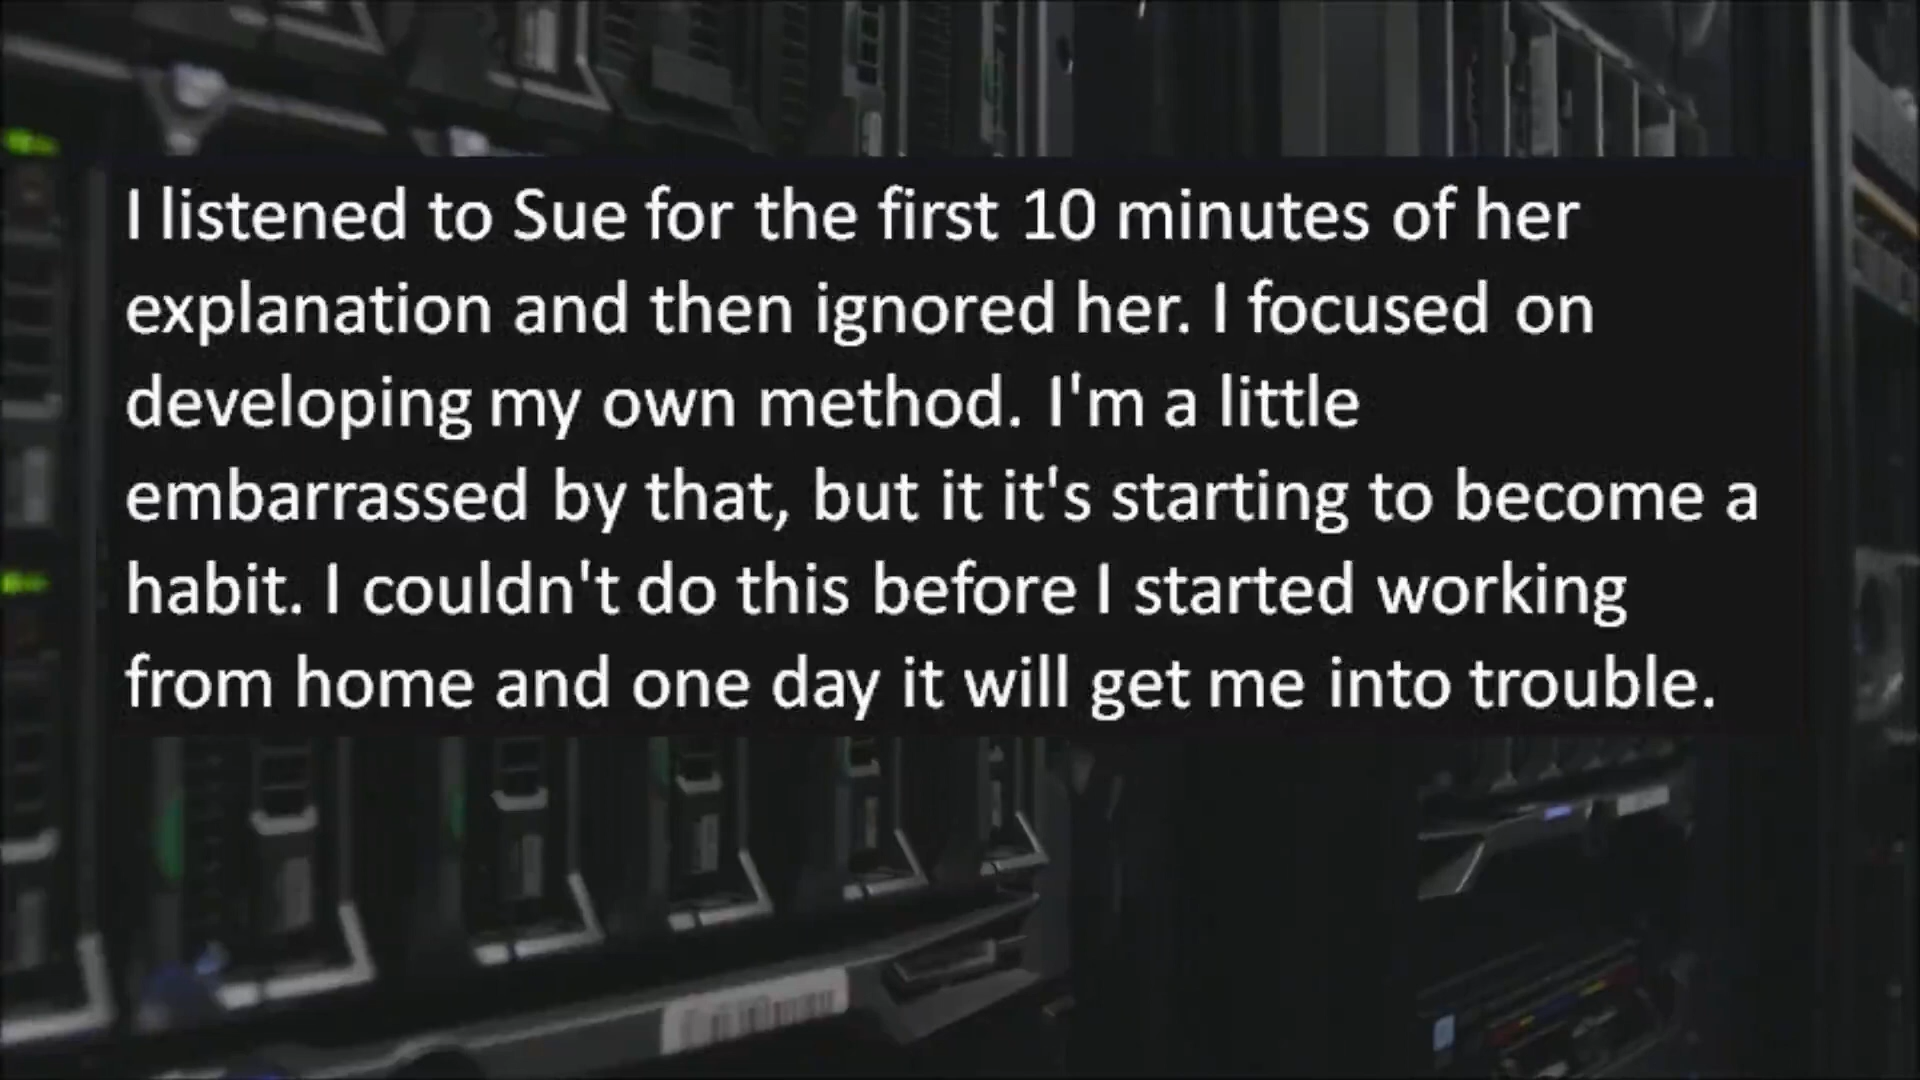 I listened to Sue for the first 10 minutes of her
explanation and then ignored her. I focused on
developing my own method. I'm a little
embarrassed by that, but it it's starting to become a
habit. I couldn't do this before I started working
from home and one day it will get me into trouble.